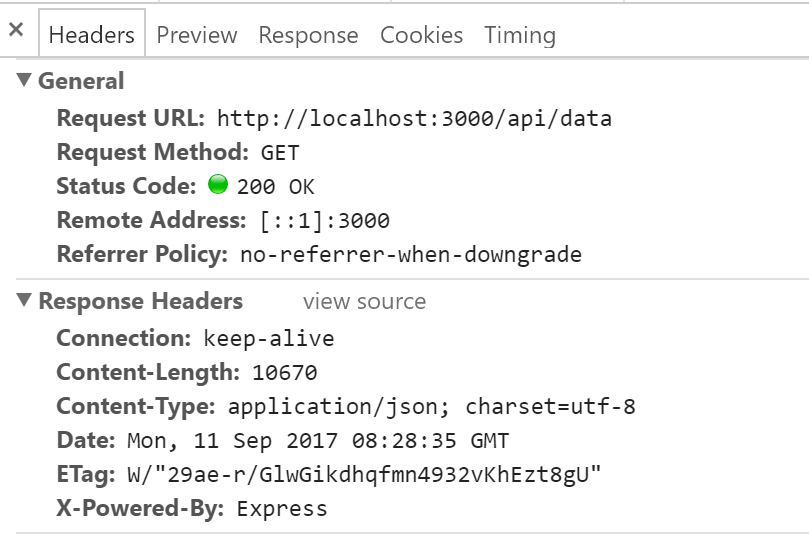 × Headers Preview Response Cookies Timing
▼ General
Request URL: http://localhost:3000/api/data
Request Method: GET
Status Code: 200 OK
Remote Address: [::1]:3000
Referrer Policy: no-referrer-when-downgrade
▼ Response Headers view source
Connection: keep-alive
Content-Length: 10670
Content-Type: application/json; charset=utf-8
Date: Mon, 11 Sep 2017 08:28:35 GMT
ETag: W/"29ae-r/GlwGikdhqfmn4932vKhEzt8gU"
X-Powered-By: Express